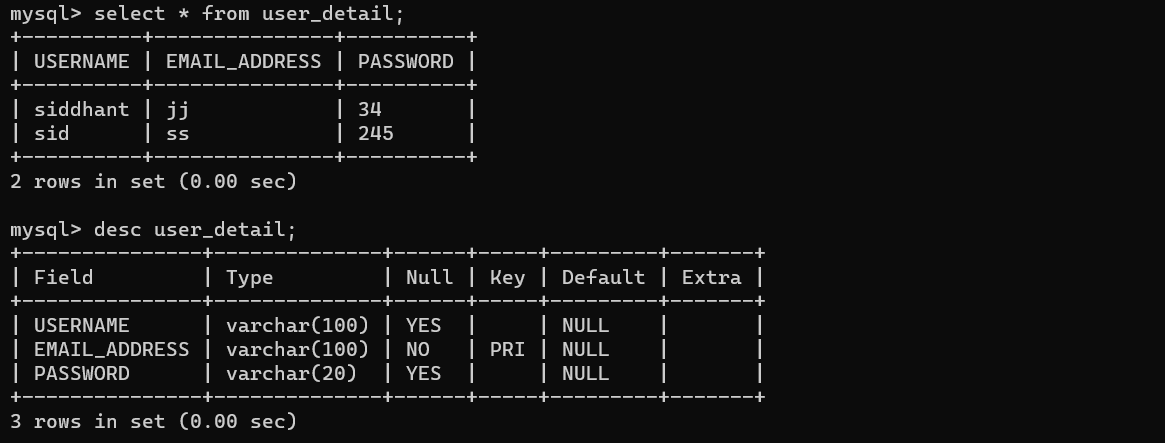 mysql> select * from user_detail;
+----------+---------------+----------+
| USERNAME | EMAIL_ADDRESS | PASSWORD |
+----------+---------------+----------+
| siddhant | jj            | 34       |
| sid      | ss            | 245      |
+----------+---------------+----------+
2 rows in set (0.00 sec)

mysql> desc user_detail;
+---------------+--------------+------+-----+---------+-------+
| Field         | Type         | Null | Key | Default | Extra |
+---------------+--------------+------+-----+---------+-------+
| USERNAME      | varchar(100) | YES  |     | NULL    |       |
| EMAIL_ADDRESS | varchar(100) | NO   | PRI | NULL    |       |
| PASSWORD      | varchar(20)  | YES  |     | NULL    |       |
+---------------+--------------+------+-----+---------+-------+
3 rows in set (0.00 sec)